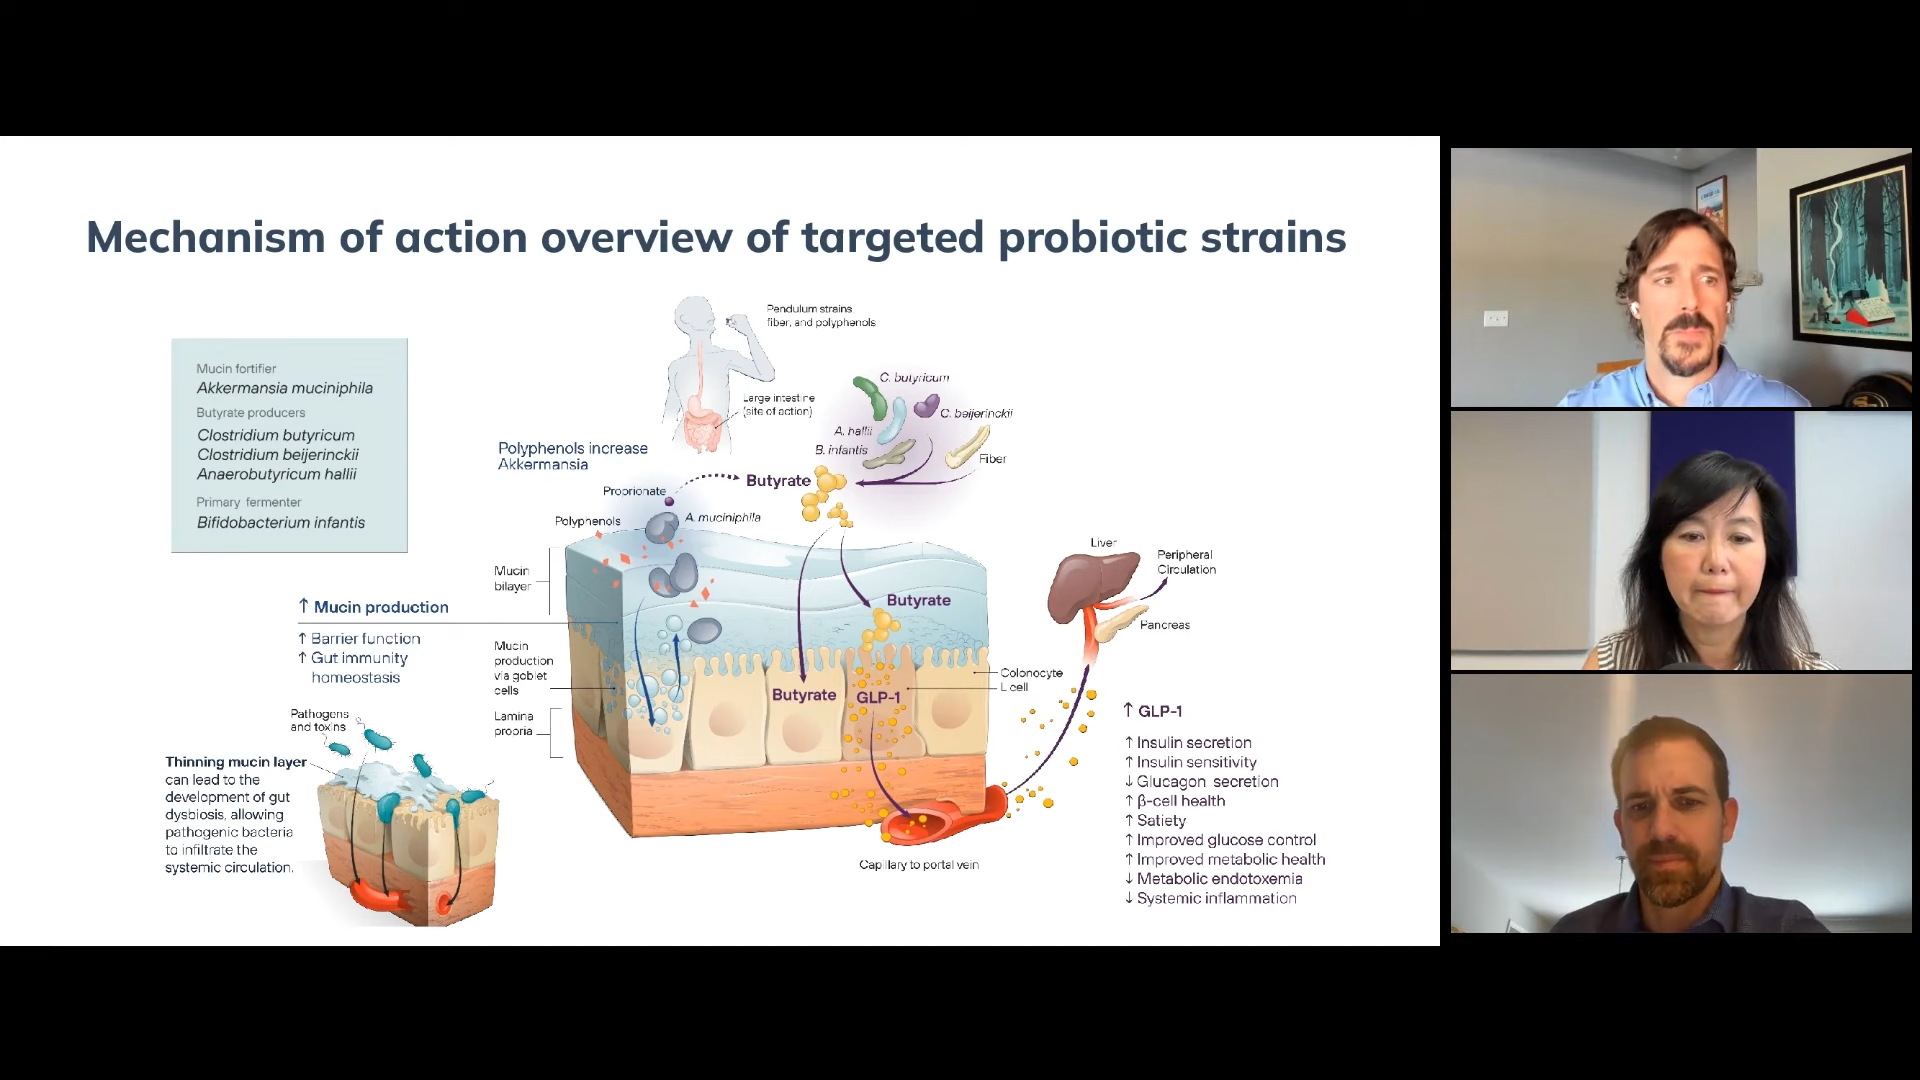 Mechanism of action overview of targeted probiotic strains
Mucin fortifier
Akkermansia muciniphila
Butyrate producers
Clostridium butyricum
Clostridium beijerinckii
Anaerobutyricum hallii
Primary fermenter
Bifidobacterium infantis
Pendulum strains
fiber, and polyphenols
Large intestine
(site of action)
C. butyricum
C. beijerinckii
A. hallii
B. infantis
Fiber
Polyphenols increase
Akkermansia
Proprionate
Butyrate
Polyphenols
A. muciniphila
Mucin
bilayer
Butyrate
Liver
Peripheral
Circulation
Pancreas
↑ Mucin production
↑ Barrier function
↑ Gut immunity
homeostasis
Mucin
production
via goblet
cells
Lamina
propria
Butyrate
GLP-1
Colonocyte
L cell
Capillary to portal vein
Pathogens
and toxins
Thinning mucin layer
can lead to the
development of gut
dysbiosis, allowing
pathogenic bacteria
to infiltrate the
systemic circulation.
↑ GLP-1
↑ Insulin secretion
↑ Insulin sensitivity
↓ Glucagon secretion
↑ β-cell health
↑ Satiety
↑ Improved glucose control
↑ Improved metabolic health
↓ Metabolic endotoxemia
↓ Systemic inflammation